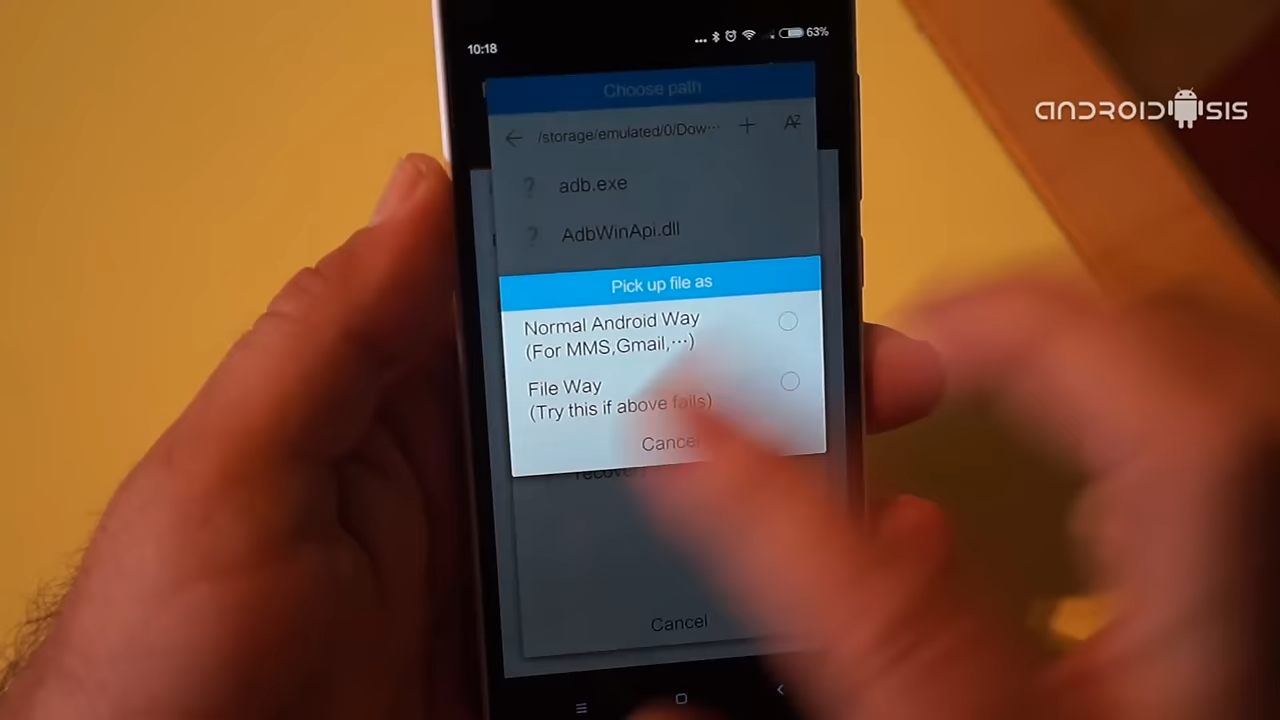 10:18
63%
ANDROIDSIS
Choose path
/storage/emulated/0/Dow...
adb.exe
AdbWinApi.dll
Pick up file as
Normal Android Way
(For MMS,Gmail,...)
File Way
(Try this if above fails)
Cancel
Cancel